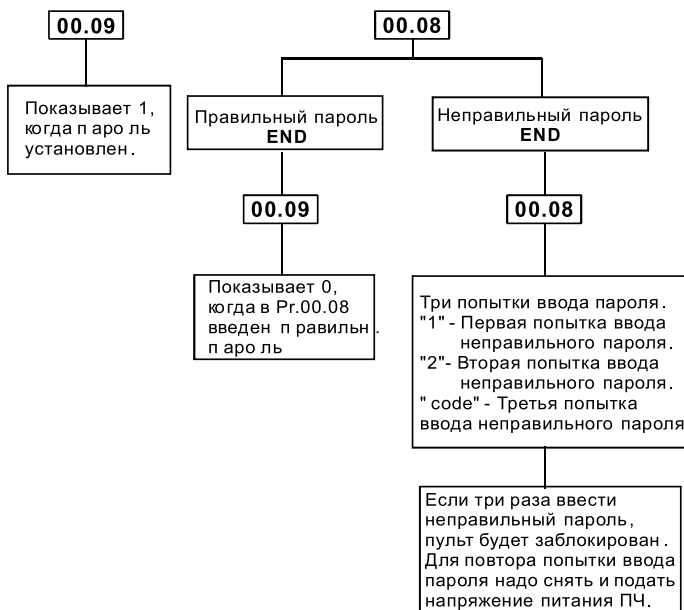 00.09
Показывает 1,
когда п аро ль
установлен.
00.08
Правильный пароль
END
00.09
Показывает 0,
когда в Pr.00.08
введен п равильн.
п аро ль
Неправильный пароль
END
00.08
Три попытки ввода пароля.
"1" - Первая попытка ввода
неправильного пароля.
"2"- Вторая попытка ввода
неправильного пароля.
" code" - Третья попытка
ввода неправильного пароля
Если три раза ввести
неправильный пароль,
пульт будет заблокирован.
Для повтора попытки ввода
пароля надо снять и подать
напряжение питания ПЧ.